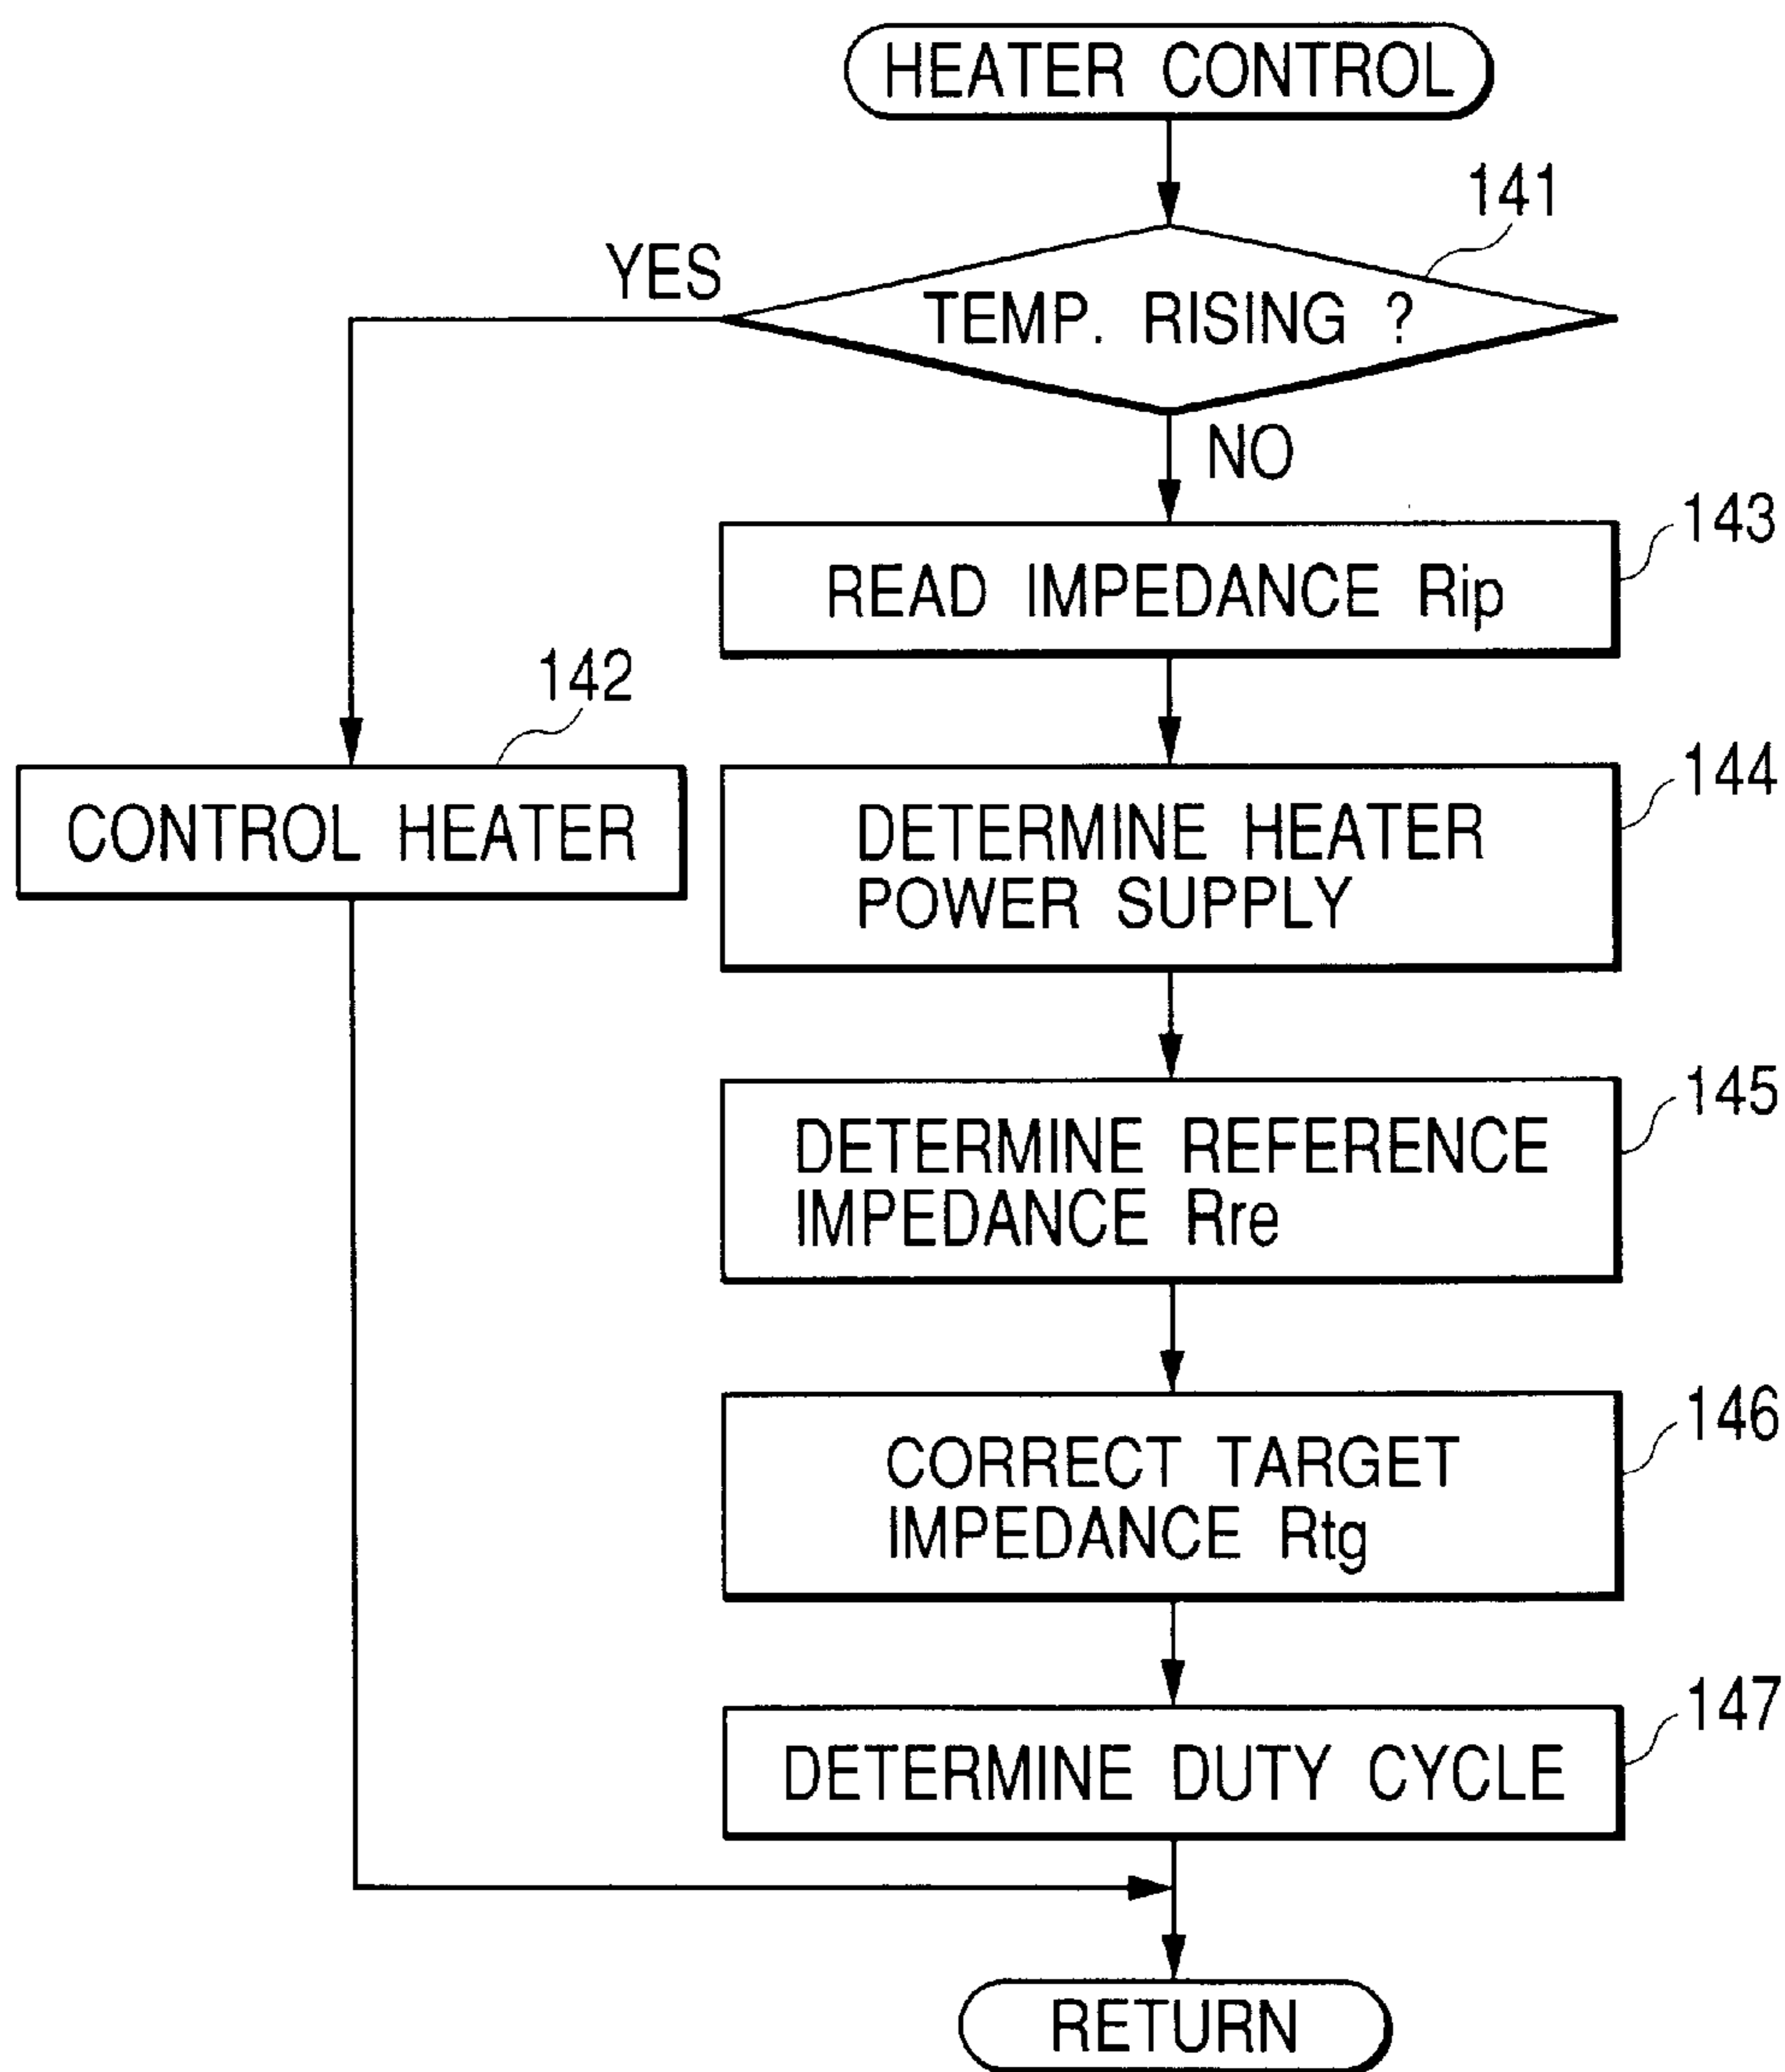 HEATER CONTROL
141
YES
TEMP. RISING ?
NO
143
READ IMPEDANCE Rip
142
CONTROL HEATER
144
DETERMINE HEATER
POWER SUPPLY
145
DETERMINE REFERENCE
IMPEDANCE Rre
146
CORRECT TARGET
IMPEDANCE Rtg
147
DETERMINE DUTY CYCLE
RETURN